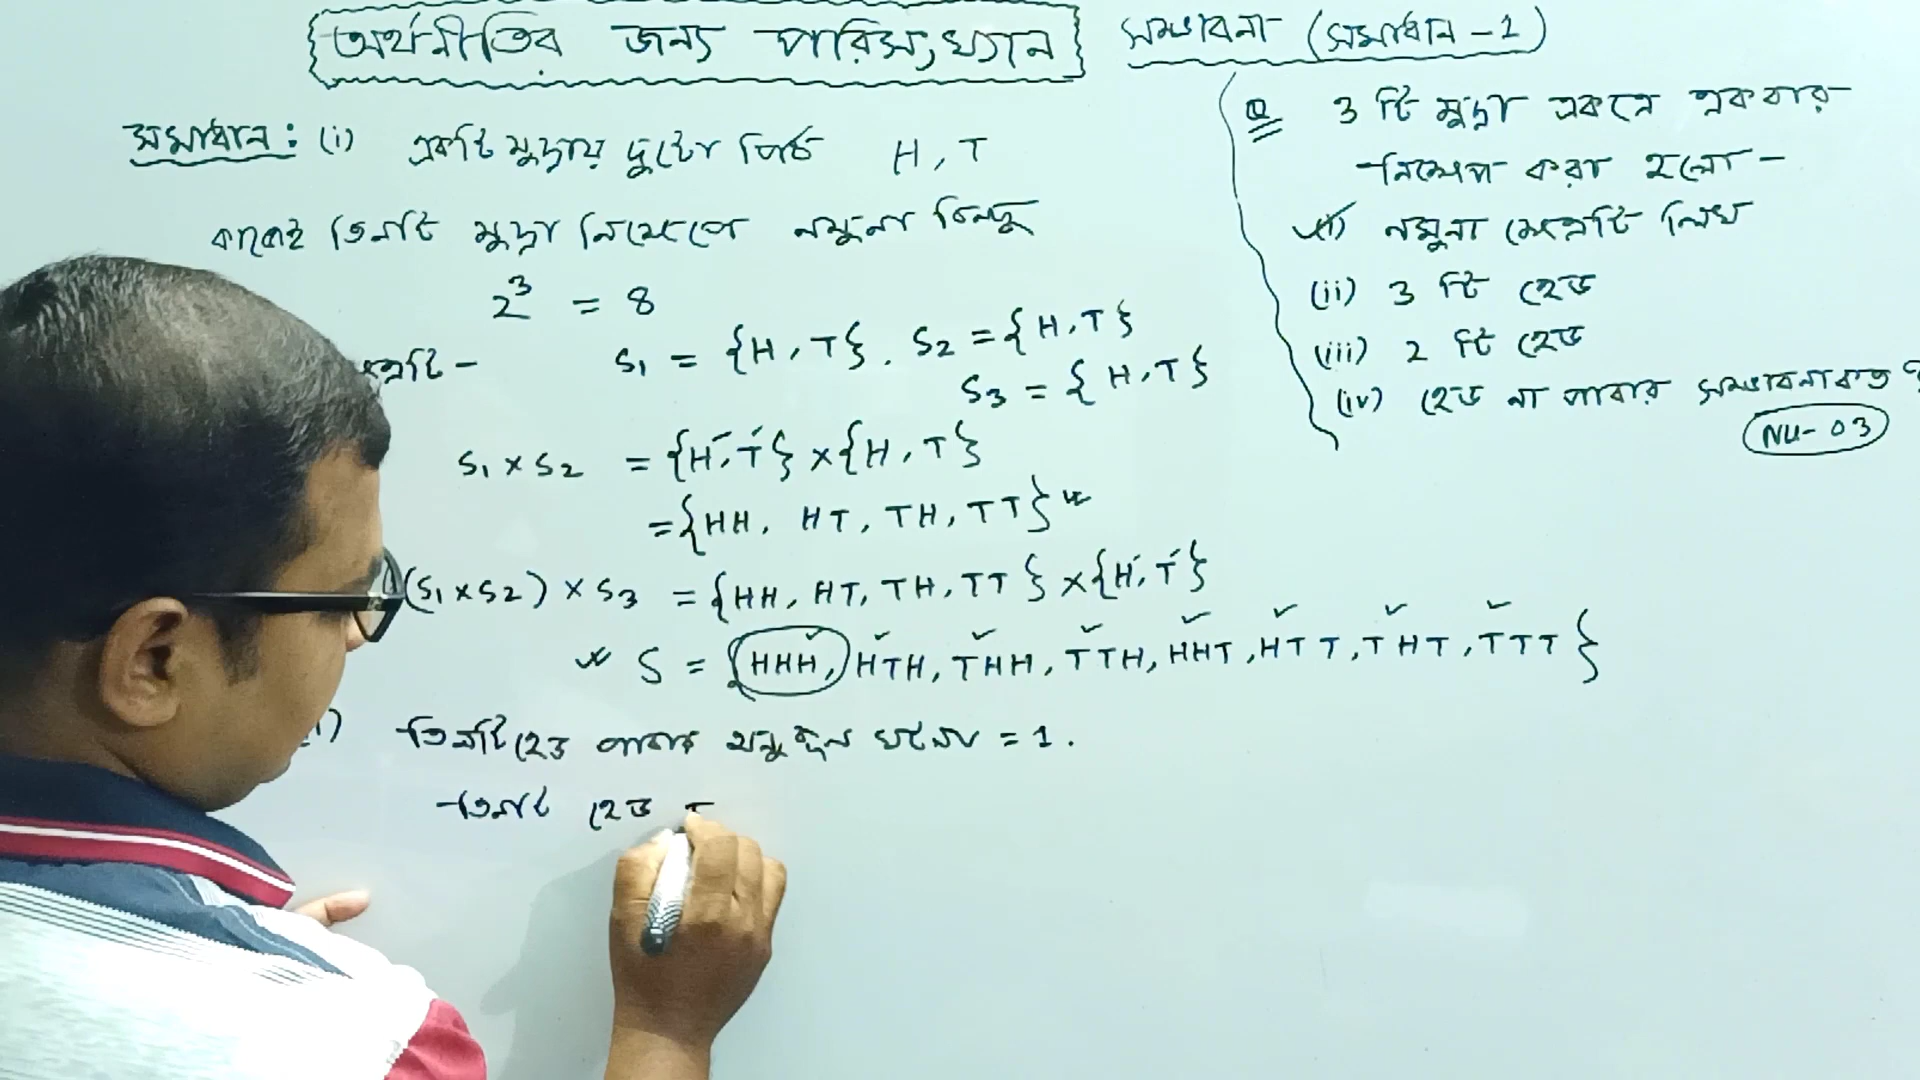 অর্থনীতির জন্য পরিসংখ্যান সম্ভাবনা (সমাধান - 1)
সমাধান : (i) একটি মুদ্রায় দুটো পিঠ H, T
কাজেই তিনটি মুদ্রা নিক্ষেপে নমুনা বিন্দু
2³ = 8
ক্ষেত্রটি - S₁ = {H, T}. S₂ = {H, T}
S₃ = {H, T}
S₁ × S₂ = {H, T} × {H, T}
= {HH, HT, TH, TT}
(S₁ × S₂) × S₃ = {HH, HT, TH, TT} × {H, T}
S = {HHH, HTH, THH, TTH, HHT, HTT, THT, TTT}
তিনটি হেড পাবার অনুকূল ঘটনা = 1.
তিনটি হেড
Q 3 টি মুদ্রা একত্রে একবার
নিক্ষেপ করা হলো -
(i) নমুনা ক্ষেত্রটি লিখ
(ii) 3 টি হেড
(iii) 2 টি হেড
(iv) হেড না পাবার সম্ভাবনা কত ?
NU- 03